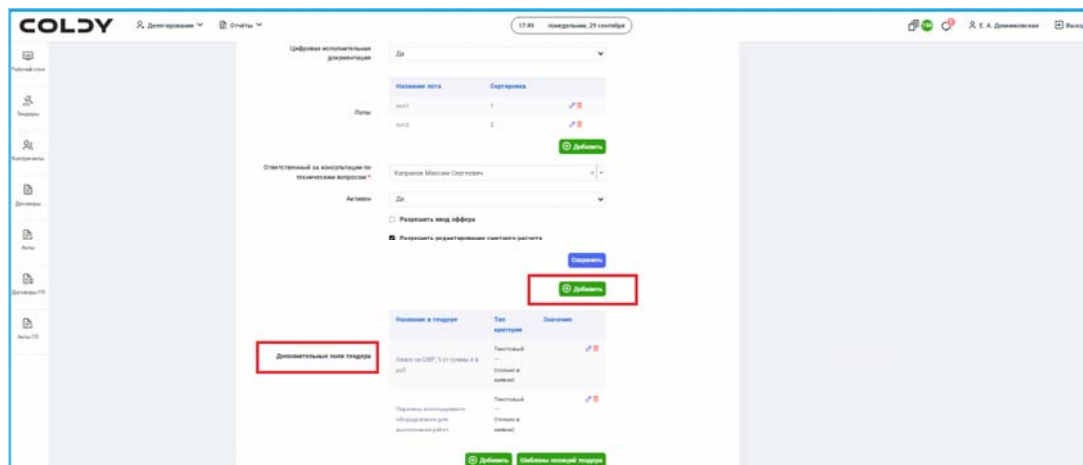 COLDY
Делегирование
Отчёты
17:49 понедельник, 29 сентября
Е. А. Домниковская
Выход
Рабочий стол
Тендеры
Контрагенты
Договоры
Акты
Договоры ГП
Акты ГП
Цифровая исполнительная
документация
Да
Лоты
Название лота Сортировка
лот1 1
лот2 2
Добавить
Ответственный за консультации по
техническим вопросам *
Капранов Максим Сергеевич
Активен
Да
Разрешить ввод оффера
Разрешить редактирование сметного расчета
Сохранить
Добавить
Дополнительные поля тендера
Название в тендере Тип
критерия Значение
Аванс на СМР, % от суммы и в
руб
Текстовый
—
(только в
заявке)
Перечень используемого
оборудования для
выполнения работ
Текстовый
—
(только в
заявке)
Добавить Шаблоны позиций тендера